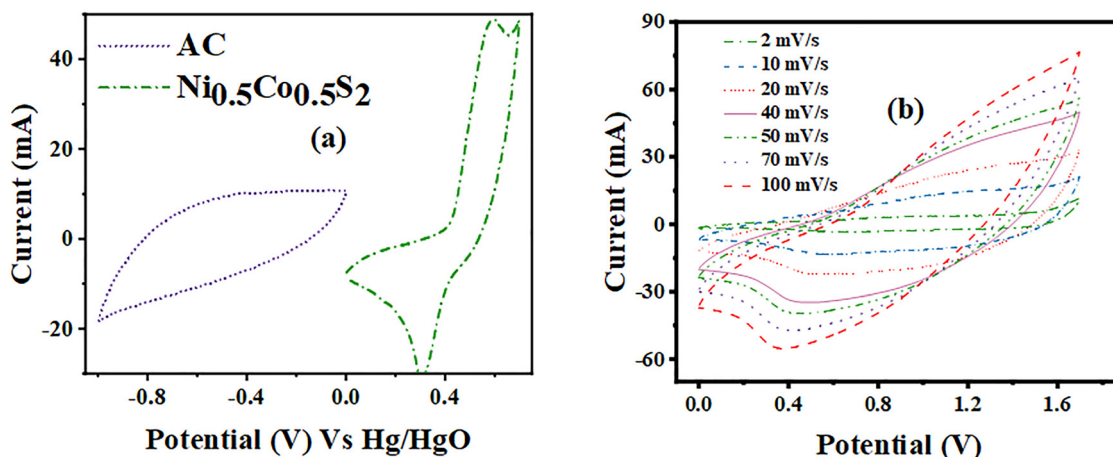 AC
Ni0.5Co0.5S2
(a)
40
20
0
-20
Current (mA)
-0.8
-0.4
0.0
0.4
Potential (V) Vs Hg/HgO
2 mV/s
10 mV/s
20 mV/s
40 mV/s
50 mV/s
70 mV/s
100 mV/s
(b)
90
60
30
0
-30
-60
Current (mA)
0.0
0.4
0.8
1.2
1.6
Potential (V)